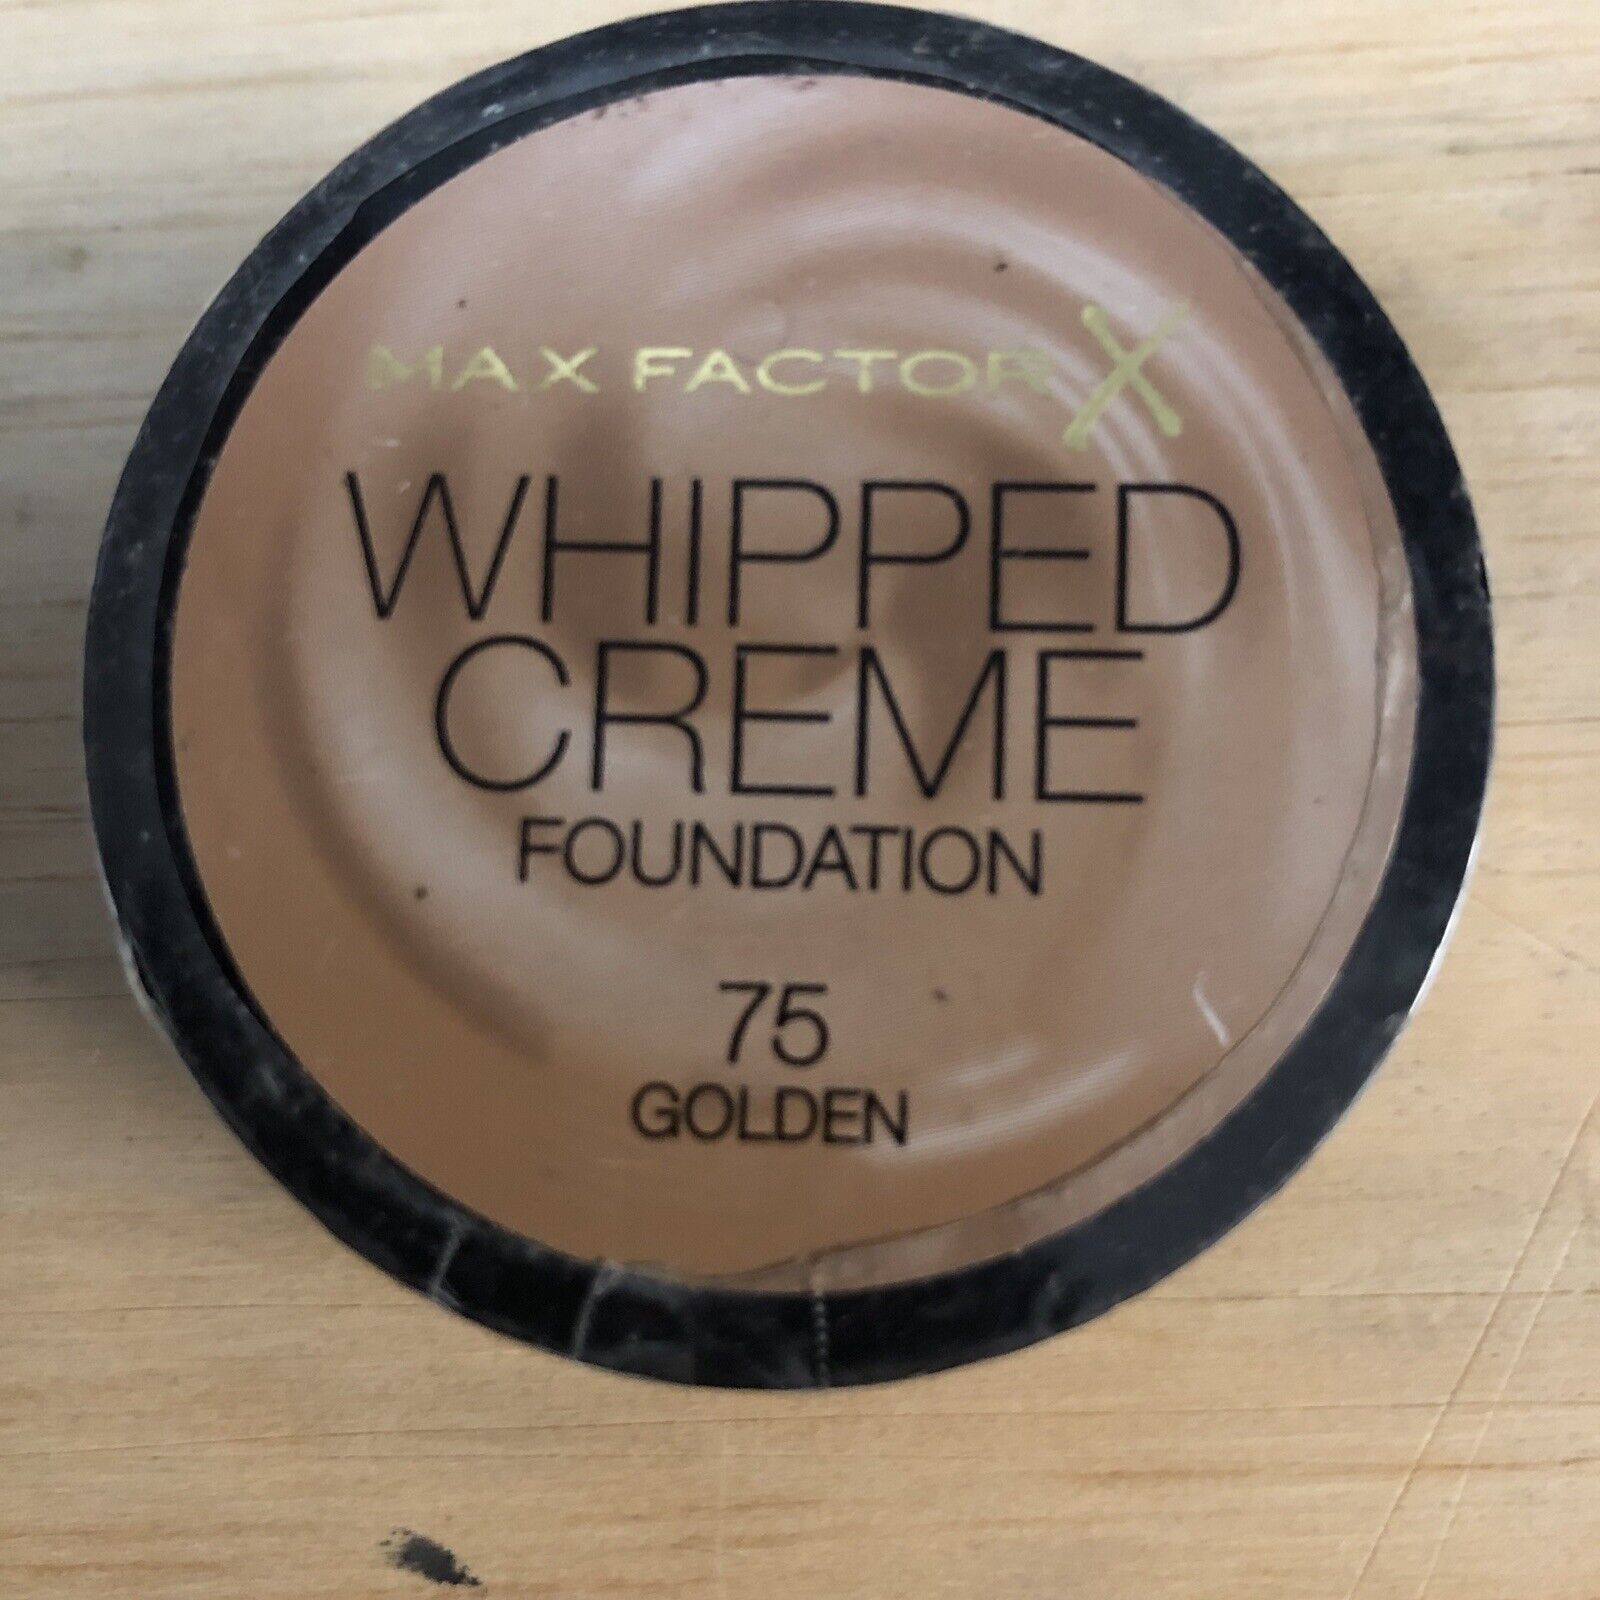 MAX FACTOR X
WHIPPED
CREME
FOUNDATION
75
GOLDEN